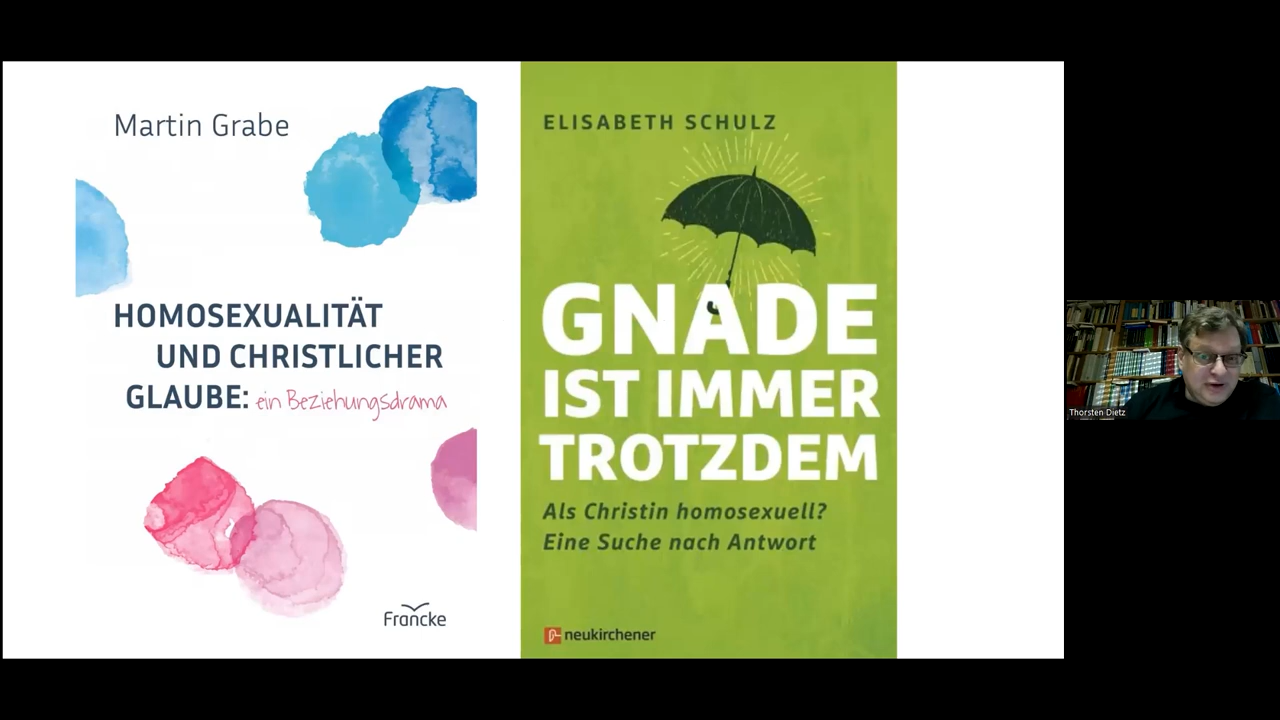 Martin Grabe
HOMOSEXUALITÄT
UND CHRISTLICHER
GLAUBE: ein Beziehungsdrama
Francke
ELISABETH SCHULZ
GNADE
IST IMMER
TROTZDEM
Als Christin homosexuell?
Eine Suche nach Antwort
neukirchener
Thorsten Dietz